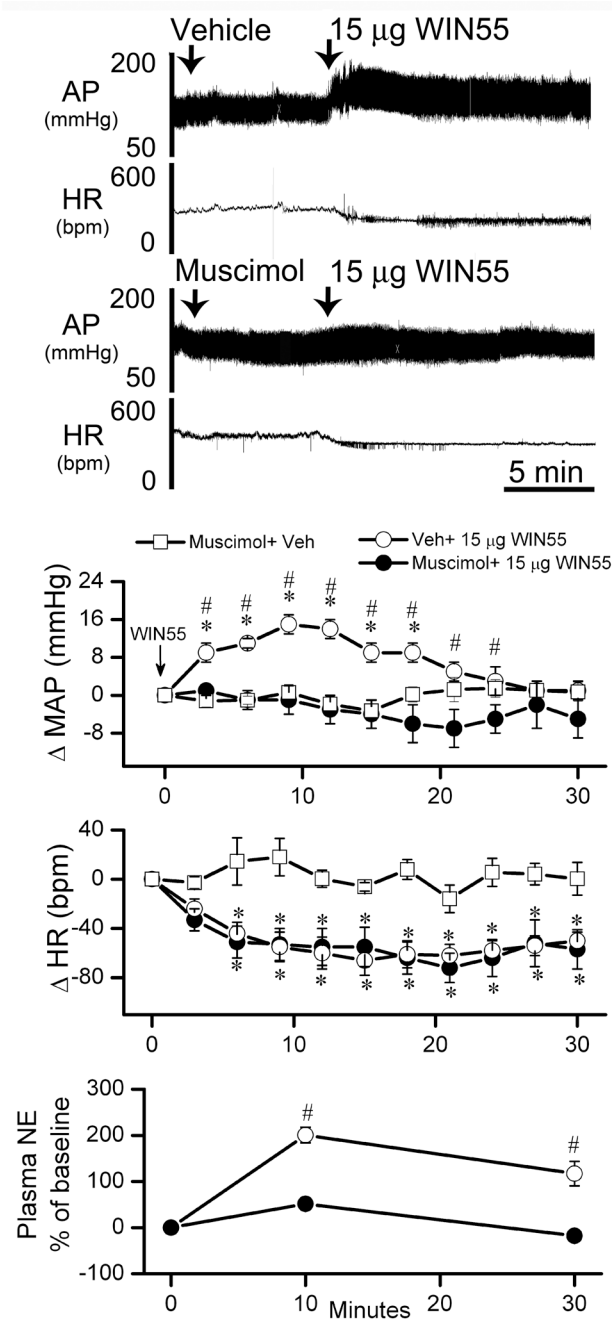 Vehicle 15 μg WIN55
200
AP
(mmHg)
50
600
HR
(bpm)
0
Muscimol 15 μg WIN55
200
AP
(mmHg)
50
600
HR
(bpm)
0
5 min
Muscimol+ Veh
Veh+ 15 μg WIN55
Muscimol+ 15 μg WIN55
Δ MAP (mmHg)
24
16
8
0
-8
WIN55
# # # # # # # #
* * * * * *
0 10 20 30
Δ HR (bpm)
40
0
-40
-80
* * * * * * * * *
* * * * * * * * *
0 10 20 30
Plasma NE
% of baseline
300
200
100
0
-100
# #
0 10 20 30
Minutes